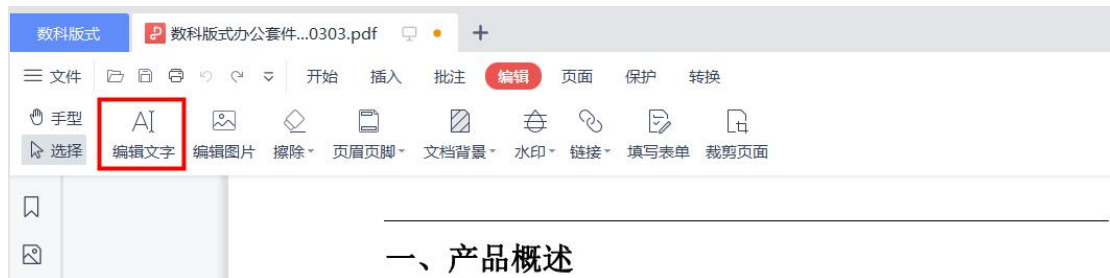 数科版式 数科版式办公套件...0303.pdf
文件 开始 插入 批注 编辑 页面 保护 转换
手型
选择 编辑文字 编辑图片 擦除 页眉页脚 文档背景 水印 链接 填写表单 裁剪页面
一、产品概述